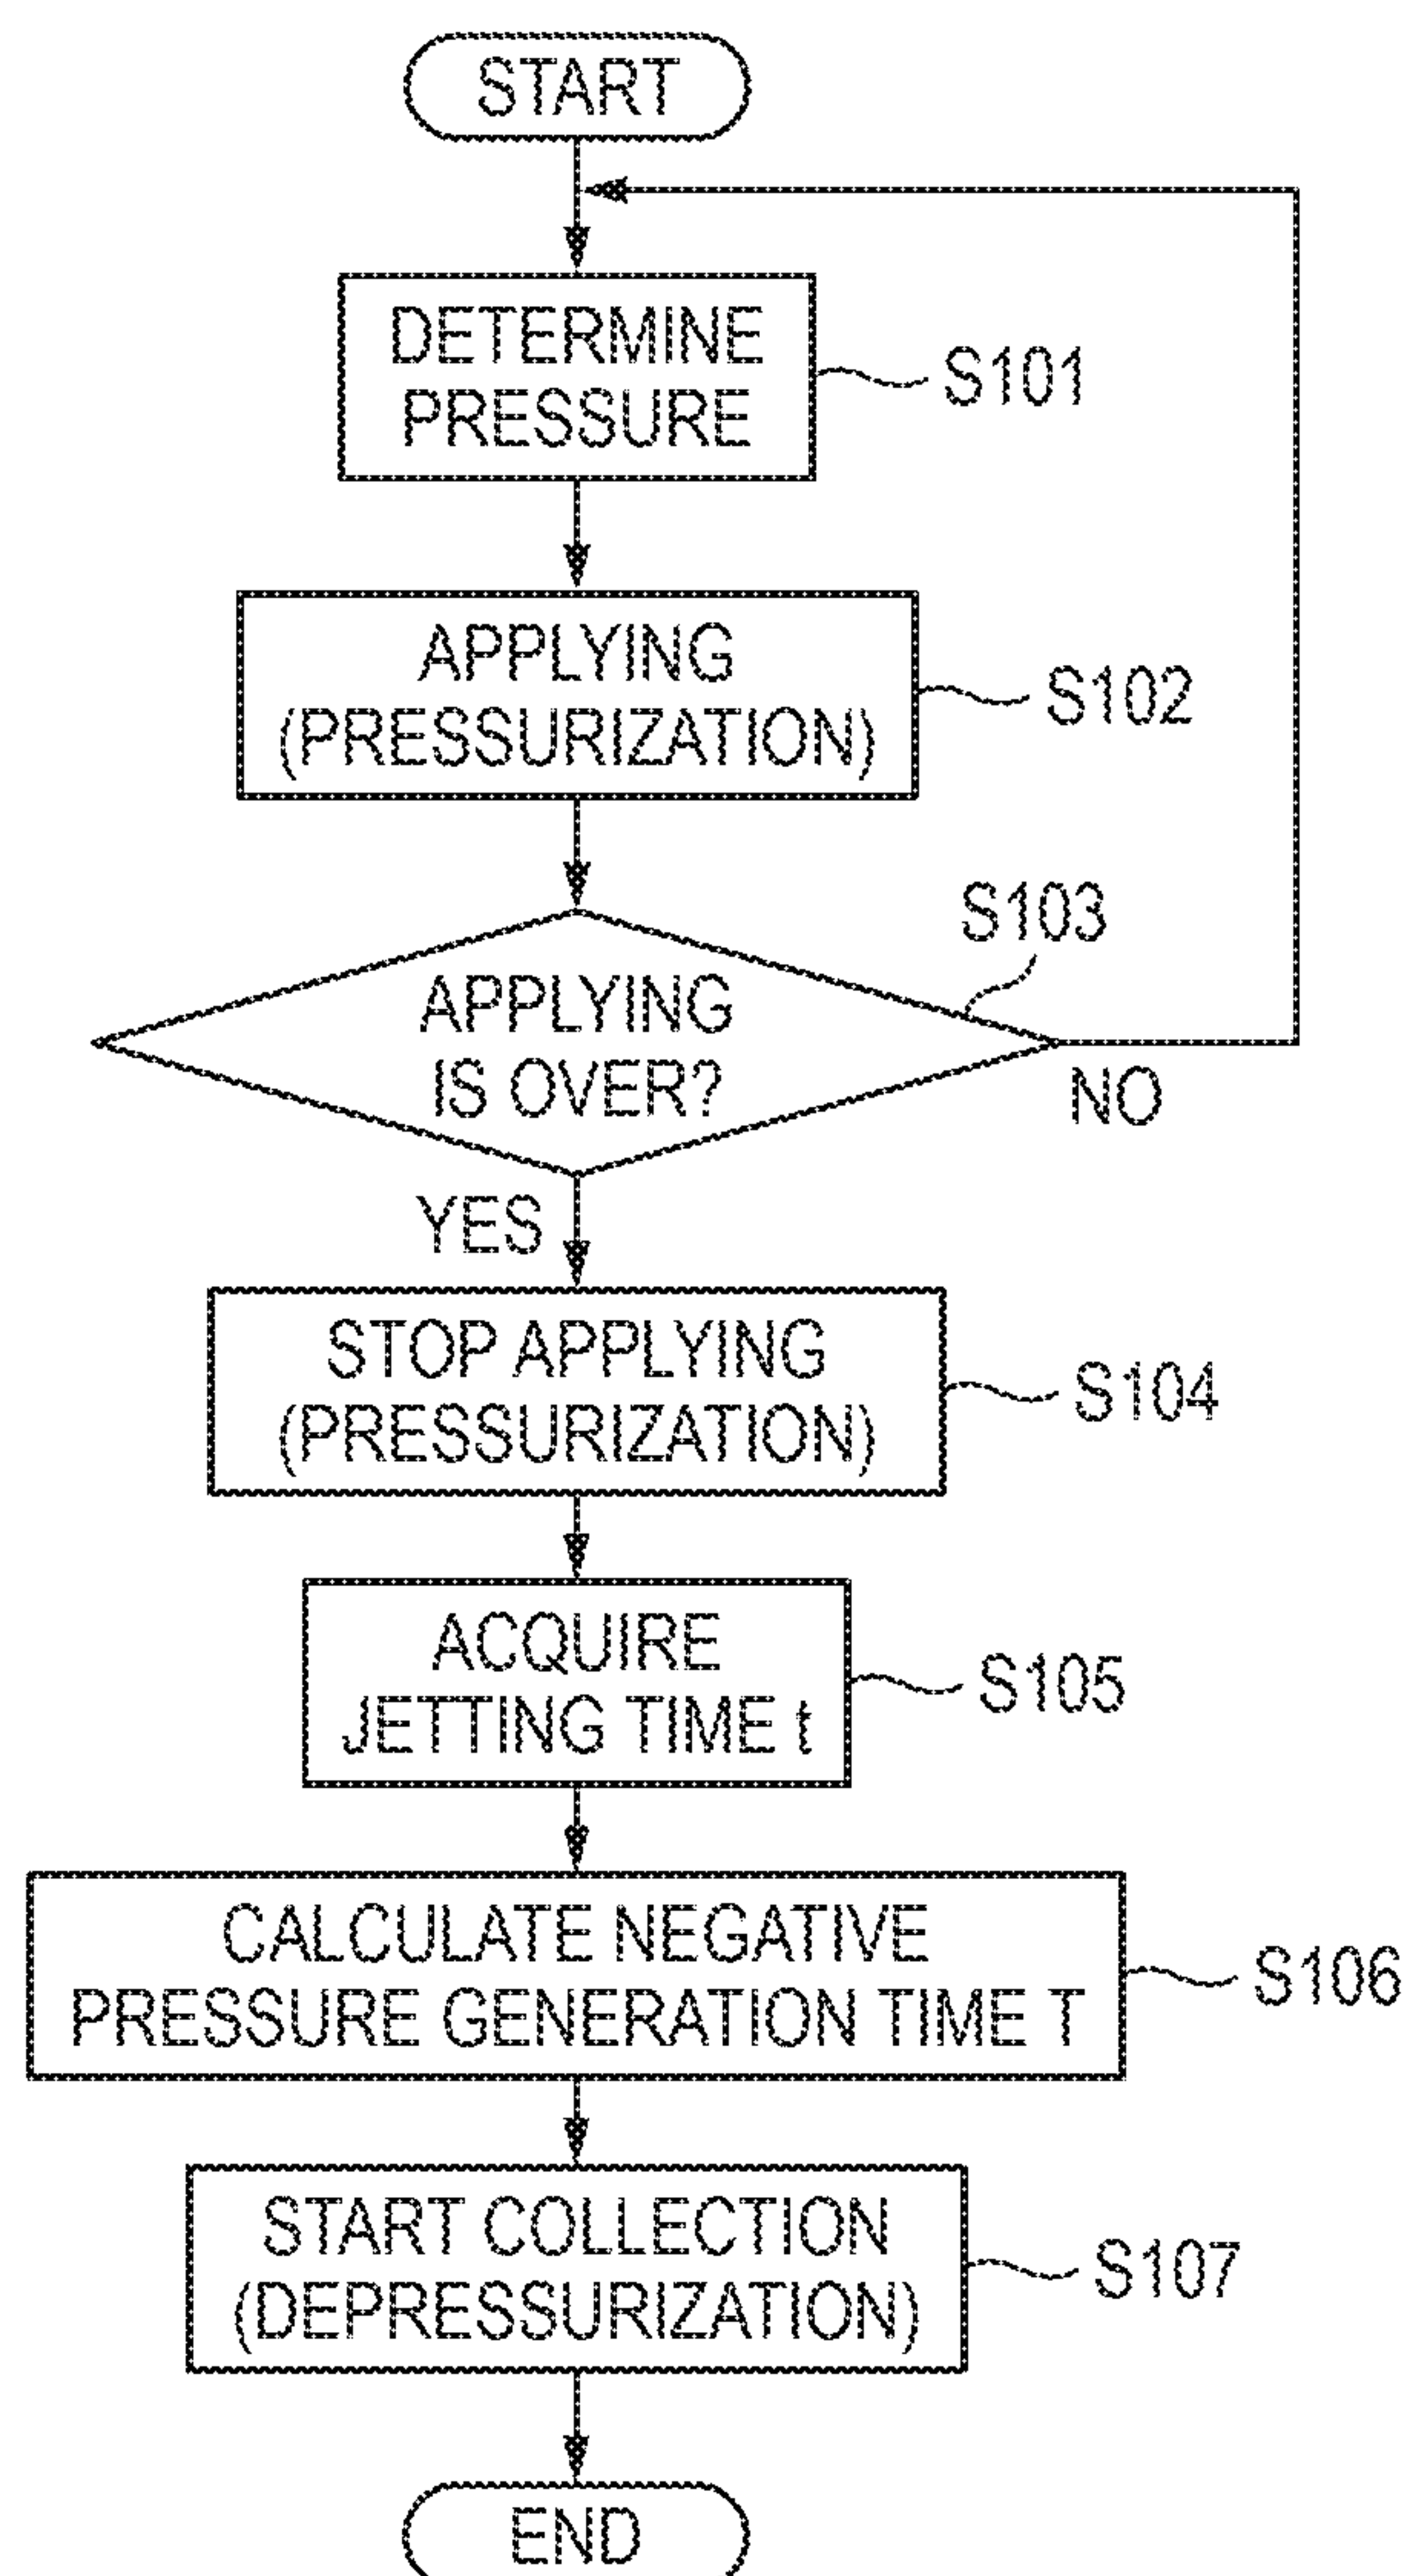 START
DETERMINE
PRESSURE
S101
APPLYING
(PRESSURIZATION)
S102
S103
APPLYING
IS OVER?
NO
YES
STOP APPLYING
(PRESSURIZATION)
S104
ACQUIRE
JETTING TIME t
S105
CALCULATE NEGATIVE
PRESSURE GENERATION TIME T
S106
START COLLECTION
(DEPRESSURIZATION)
S107
END